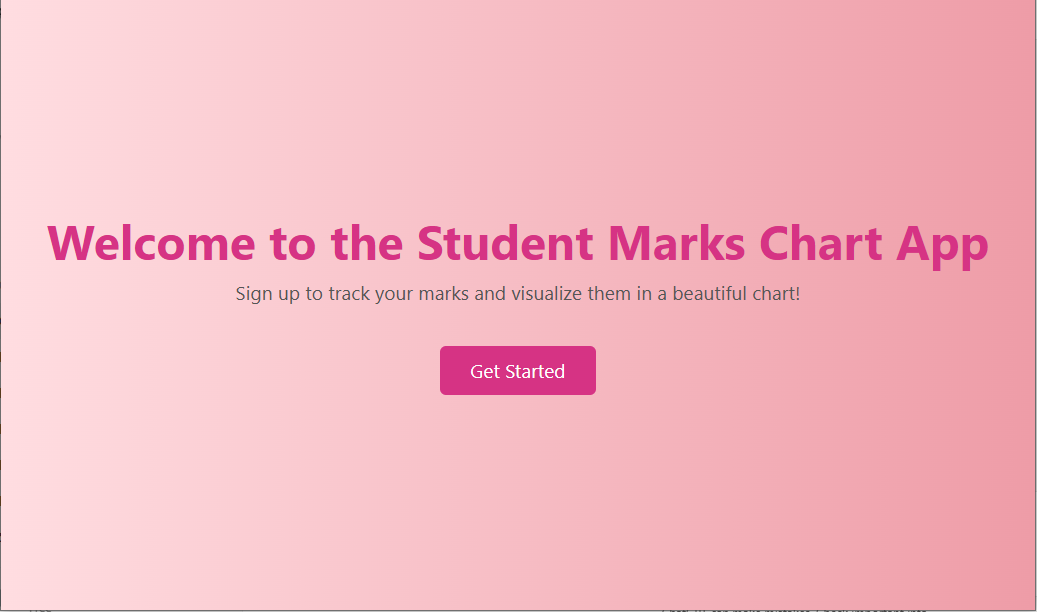 Welcome to the Student Marks Chart App
Sign up to track your marks and visualize them in a beautiful chart!
Get Started